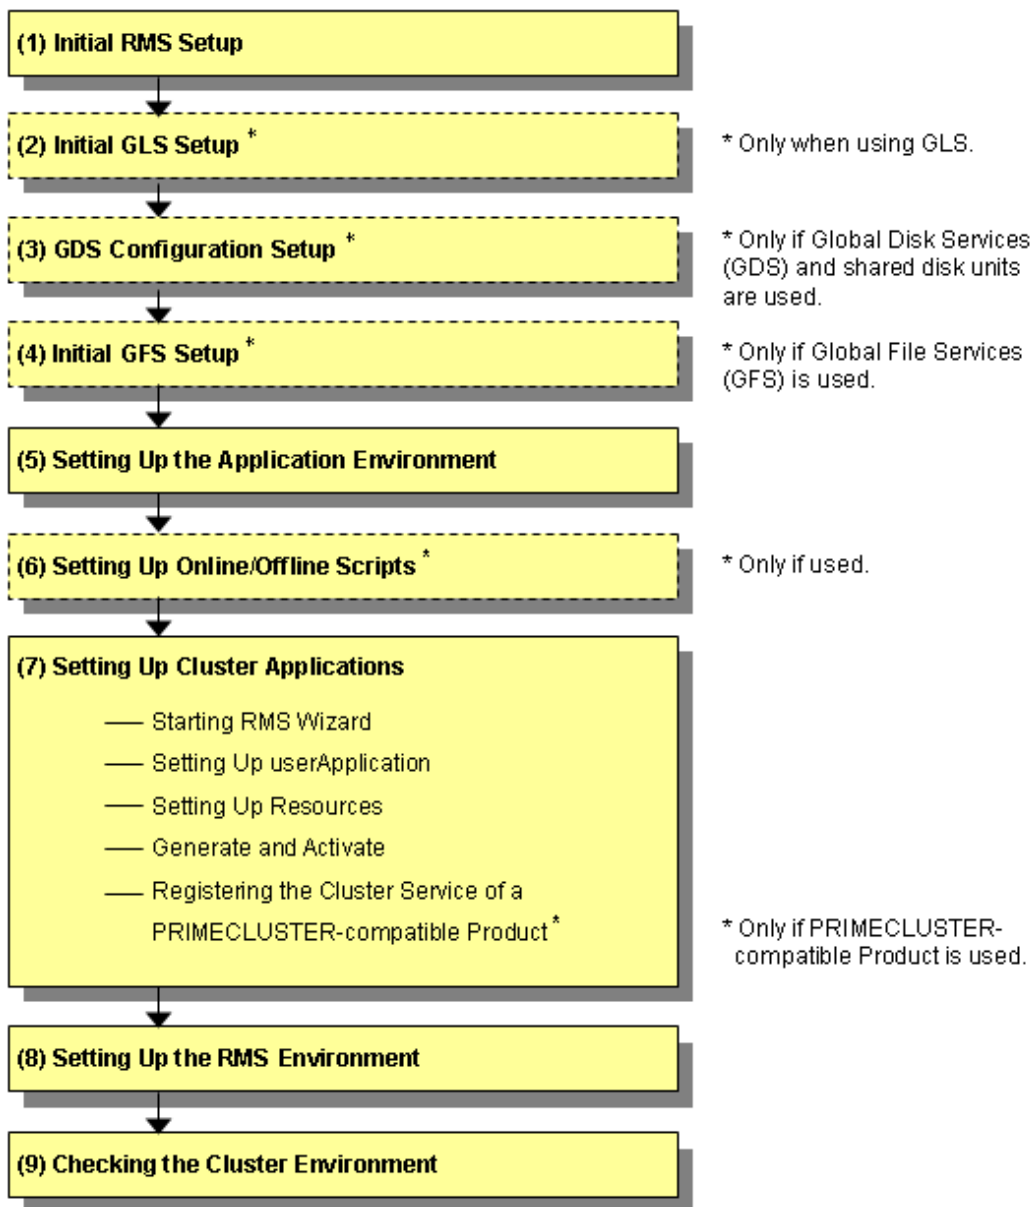 (1) Initial RMS Setup
(2) Initial GLS Setup *
* Only when using GLS.
(3) GDS Configuration Setup *
* Only if Global Disk Services
(GDS) and shared disk units
are used.
(4) Initial GFS Setup *
* Only if Global File Services
(GFS) is used.
(5) Setting Up the Application Environment
(6) Setting Up Online/Offline Scripts *
* Only if used.
(7) Setting Up Cluster Applications
Starting RMS Wizard
Setting Up userApplication
Setting Up Resources
Generate and Activate
Registering the Cluster Service of a
PRIMECLUSTER-compatible Product *
* Only if PRIMECLUSTER-
compatible Product is used.
(8) Setting Up the RMS Environment
(9) Checking the Cluster Environment